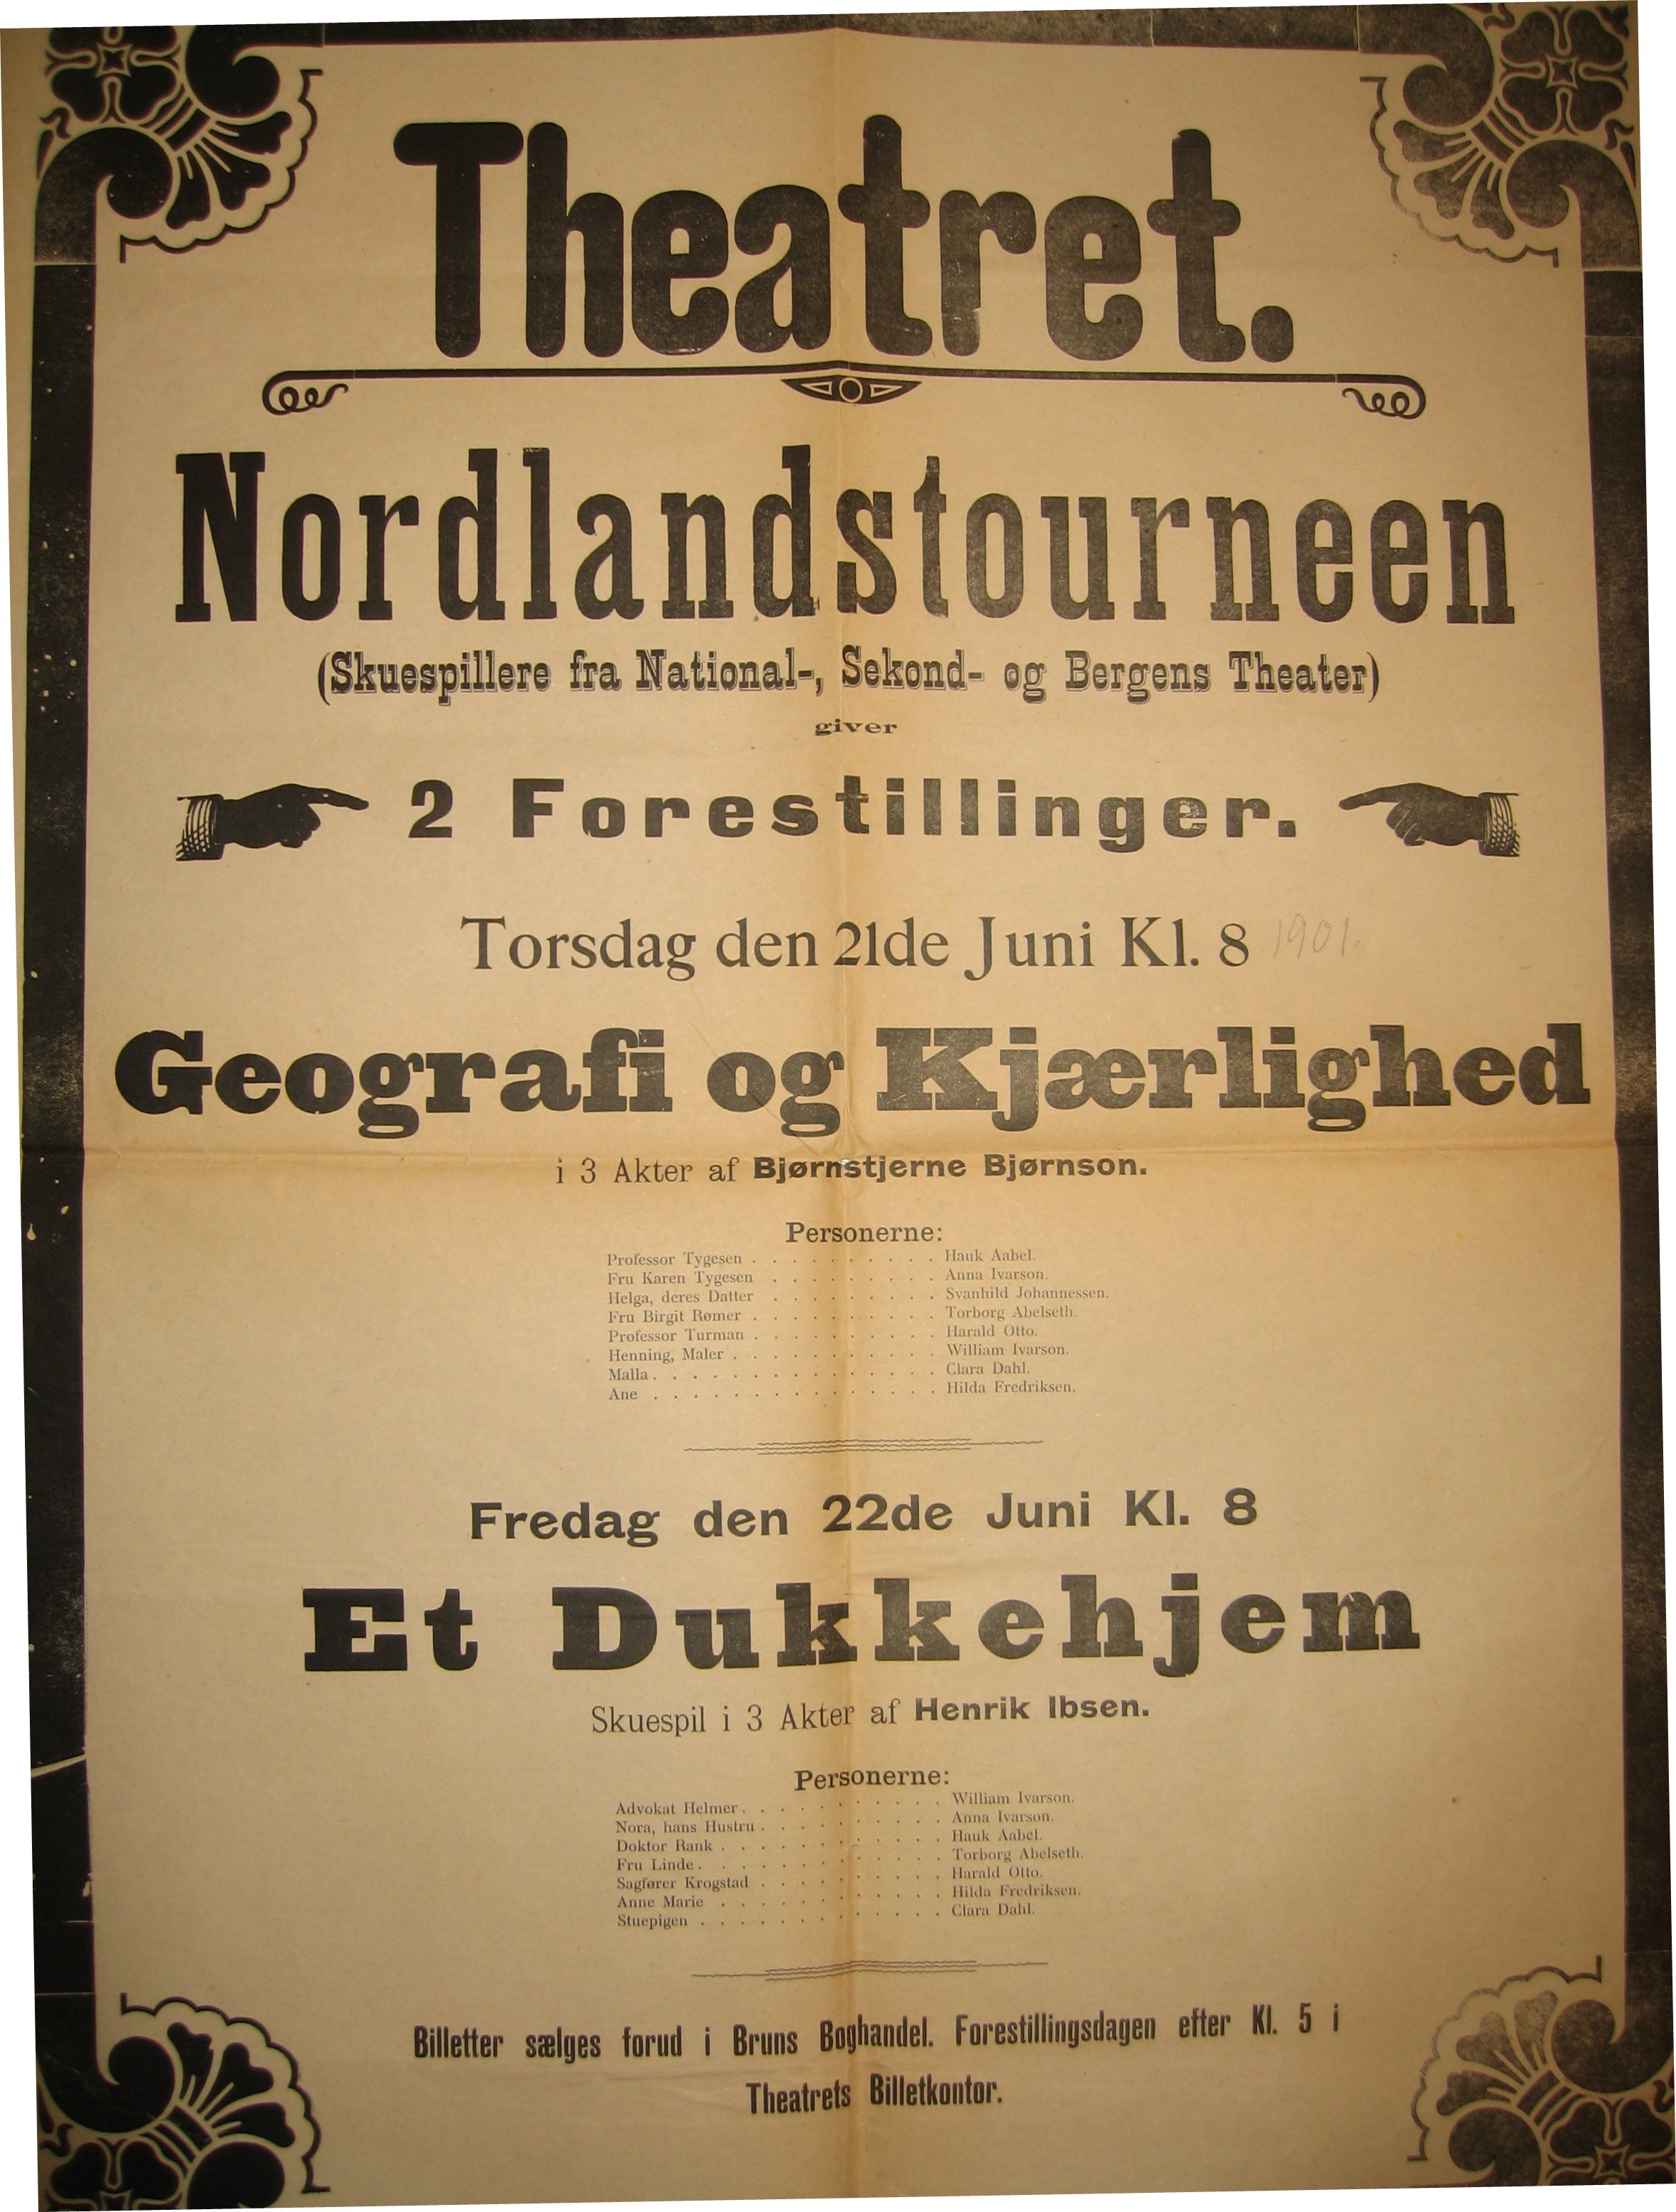 Theatret.
Nordlandstourneen
(Skuespillere fra National-, Sekond- og Bergens Theater)
giver
2 Forestillinger.
Torsdag den 21de Juni Kl. 8 1901.
Geografi og Kjærlighed
i 3 Akter af Bjørnstjerne Bjørnson.
Personerne:
Professor Tygesen . . . . . . . . . . Hauk Aabel.
Fru Karen Tygesen . . . . . . . . . Anna Ivarson.
Helga, deres Datter . . . . . . . . . Svanhild Johannessen.
Fru Birgit Rømer . . . . . . . . . . Torborg Abelseth.
Professor Turman . . . . . . . . . . Harald Otto.
Henning, Maler . . . . . . . . . . . William Ivarson.
Malla . . . . . . . . . . . . . . . Clara Dahl.
Ane . . . . . . . . . . . . . . . Hilda Fredriksen.
Fredag den 22de Juni Kl. 8
Et Dukkehjem
Skuespil i 3 Akter af Henrik Ibsen.
Personerne:
Advokat Helmer . . . . . . . . . . . William Ivarson.
Nora, hans Hustru . . . . . . . . . . Anna Ivarson.
Doktor Rank . . . . . . . . . . . . Hauk Aabel.
Fru Linde . . . . . . . . . . . . . Torborg Abelseth.
Sagfører Krogstad . . . . . . . . . . Harald Otto.
Anne Marie . . . . . . . . . . . . Hilda Fredriksen.
Stuepigen . . . . . . . . . . . . . Clara Dahl.
Billetter sælges forud i Bruns Boghandel. Forestillingsdagen efter Kl. 5 i
Theatrets Billetkontor.